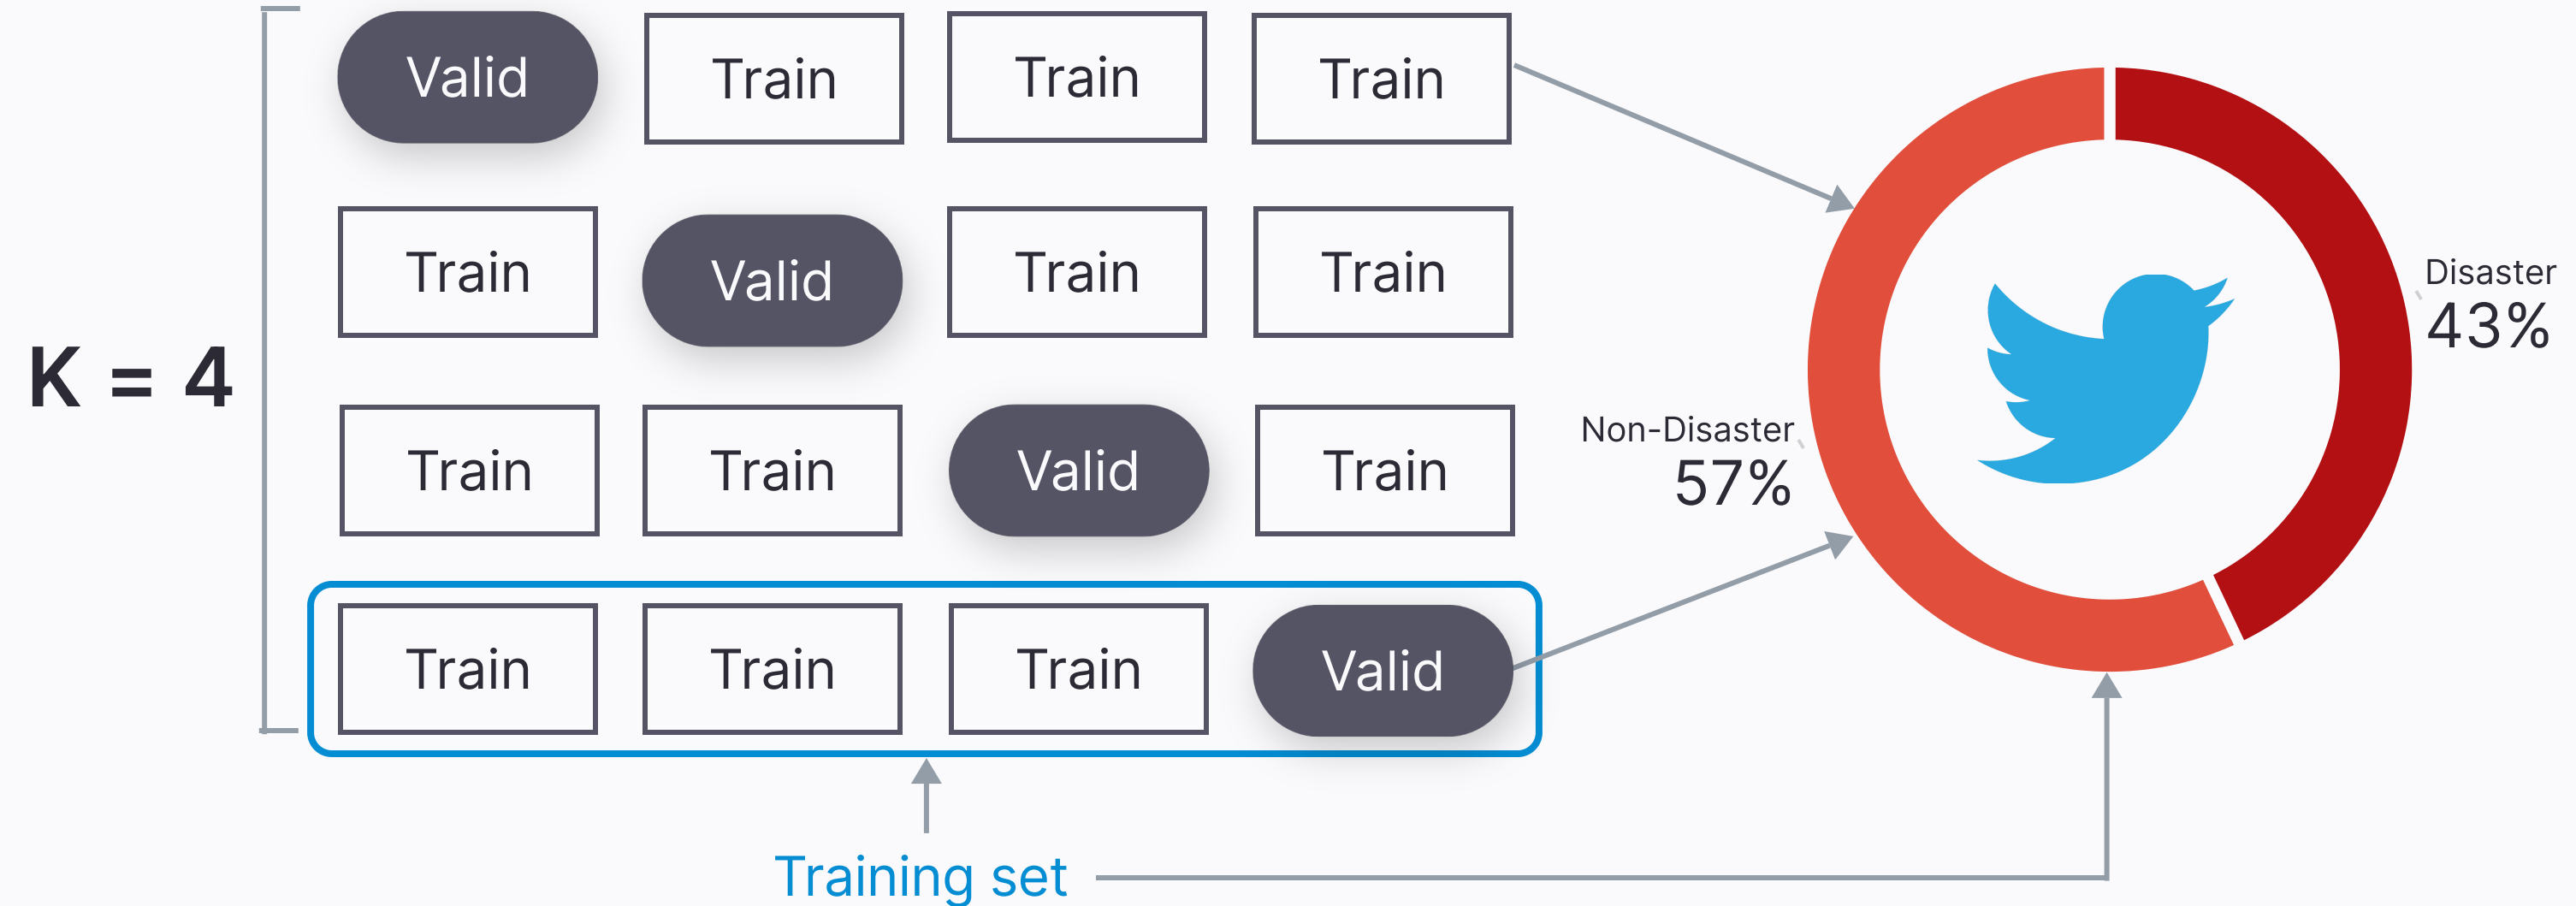 Valid Train Train Train
Train Valid Train Train
K = 4
Train Train Valid Train
Train Train Train Valid
Training set
Disaster
43%
Non-Disaster
57%